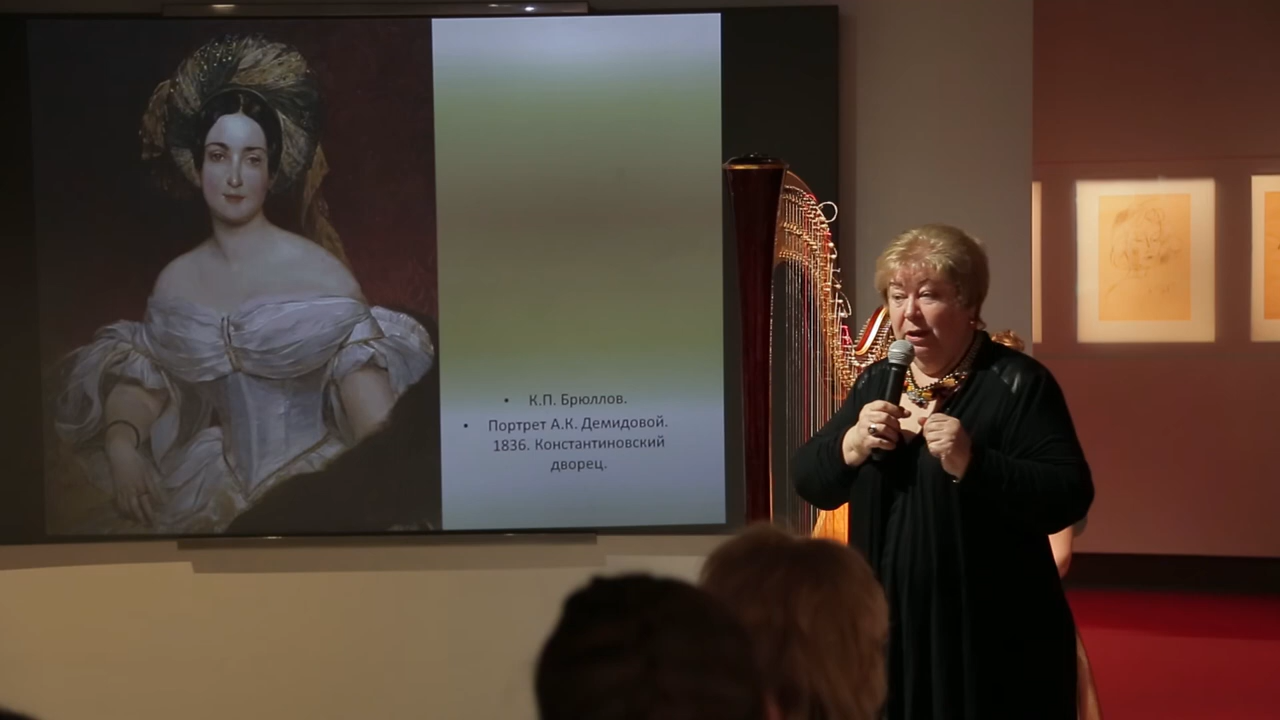 • К.П. Брюллов.
• Портрет А.К. Демидовой.
1836. Константиновский
дворец.